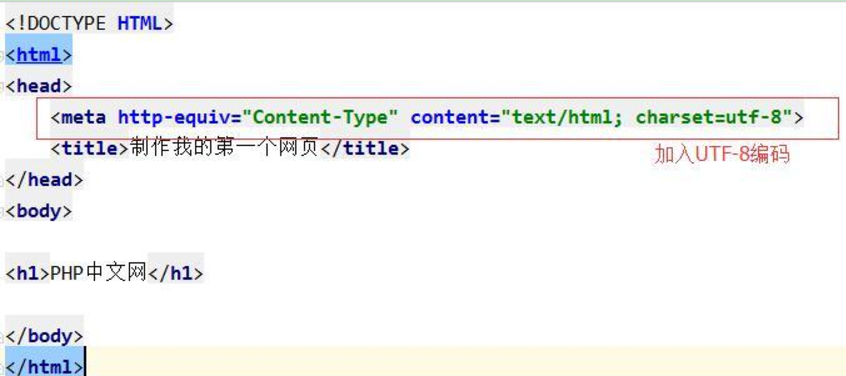 <!DOCTYPE HTML>
<html>
<head>
<meta http-equiv="Content-Type" content="text/html; charset=utf-8">
<title>制作我的第一个网页</title>
加入UTF-8编码
</head>
<body>
<h1>PHP中文网</h1>
</body>
</html>